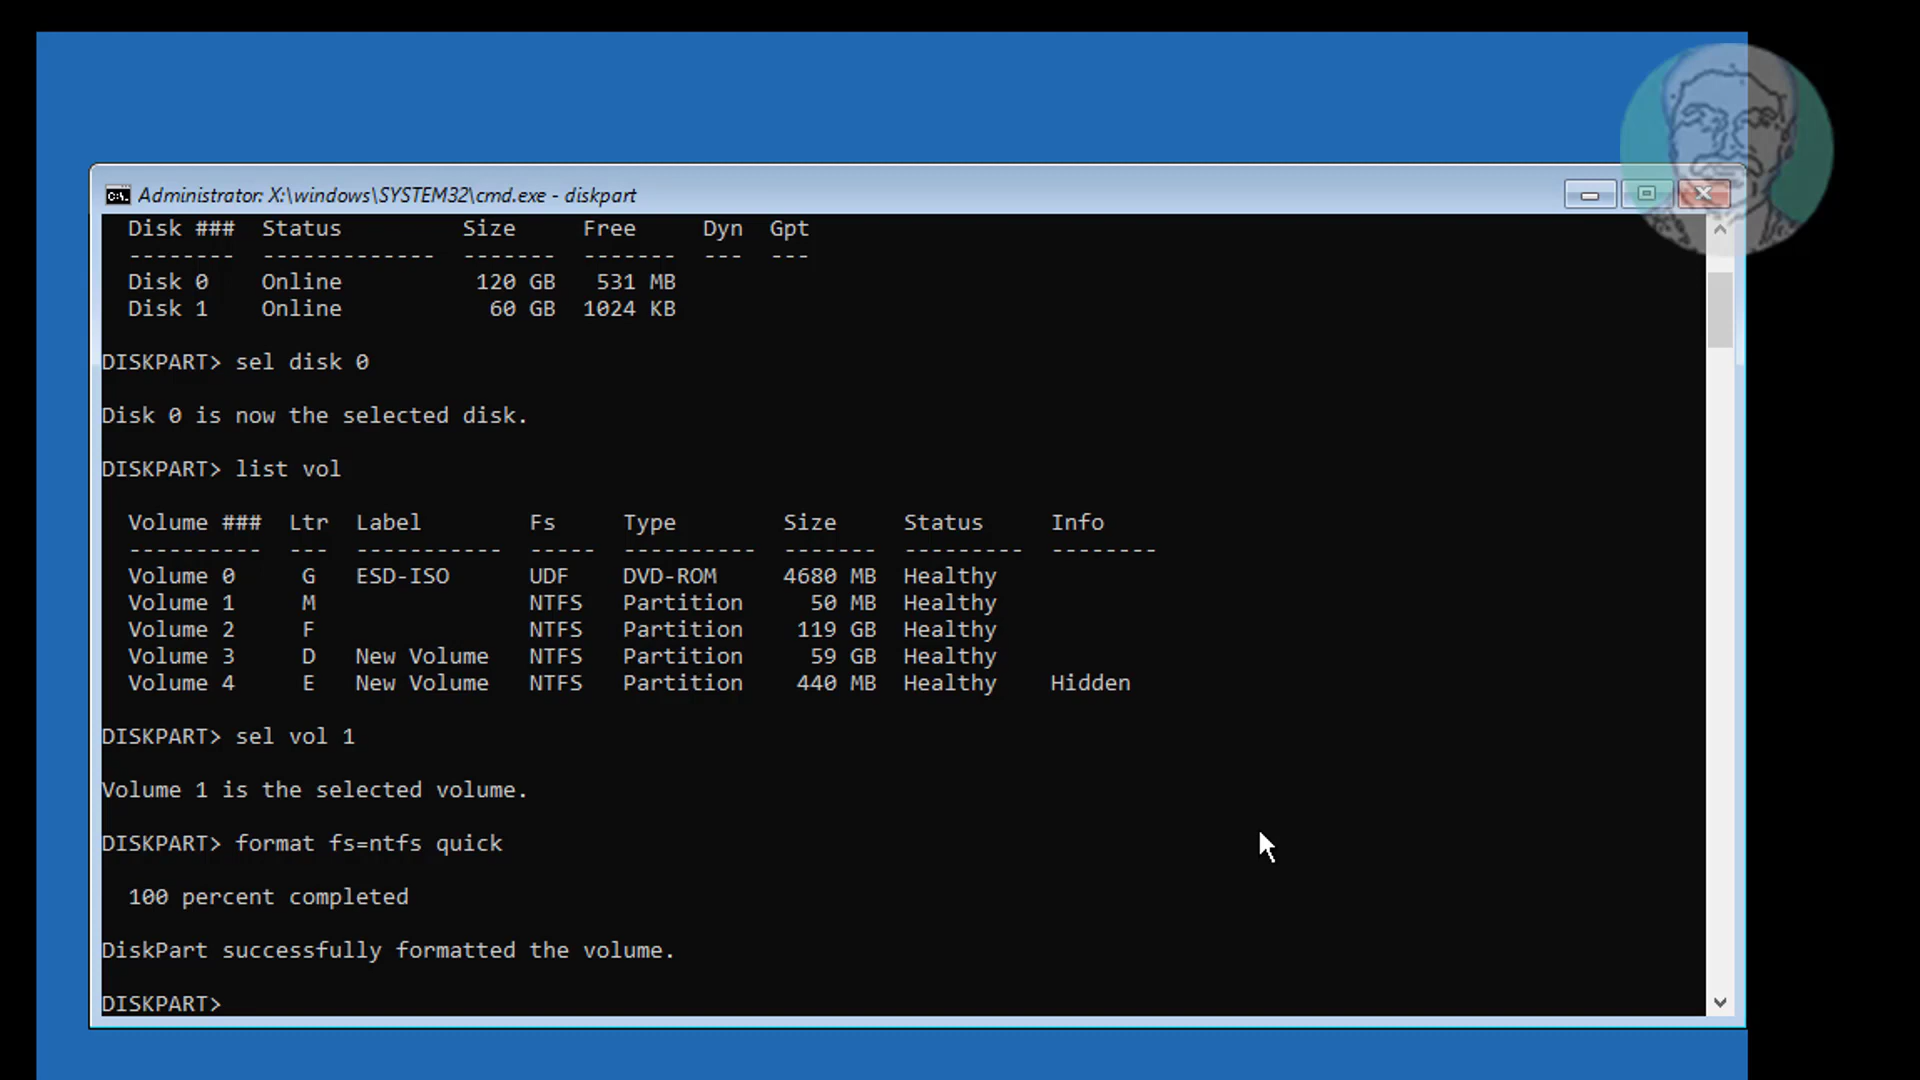 Administrator: X:\windows\SYSTEM32\cmd.exe - diskpart
Disk ###  Status         Size     Free     Dyn  Gpt
--------  -------------  -------  -------  ---  ---
Disk 0    Online          120 GB   531 MB
Disk 1    Online           60 GB  1024 KB
DISKPART> sel disk 0
Disk 0 is now the selected disk.
DISKPART> list vol
Volume ###  Ltr  Label        Fs     Type        Size     Status     Info
----------  ---  -----------  -----  ----------  -------  ---------  --------
Volume 0     G   ESD-ISO      UDF    DVD-ROM     4680 MB  Healthy
Volume 1     M                NTFS   Partition     50 MB  Healthy
Volume 2     F                NTFS   Partition    119 GB  Healthy
Volume 3     D   New Volume   NTFS   Partition     59 GB  Healthy
Volume 4     E   New Volume   NTFS   Partition    440 MB  Healthy    Hidden
DISKPART> sel vol 1
Volume 1 is the selected volume.
DISKPART> format fs=ntfs quick
100 percent completed
DiskPart successfully formatted the volume.
DISKPART>